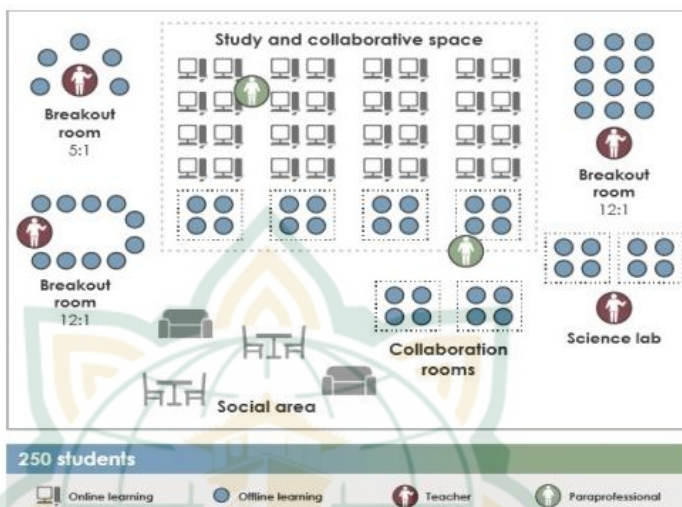 Study and collaborative space
Breakout
room
5:1
Breakout
room
12:1
Breakout
room
12:1
Science lab
Collaboration
rooms
Social area
250 students
Online learning
Offline learning
Teacher
Paraprofessional